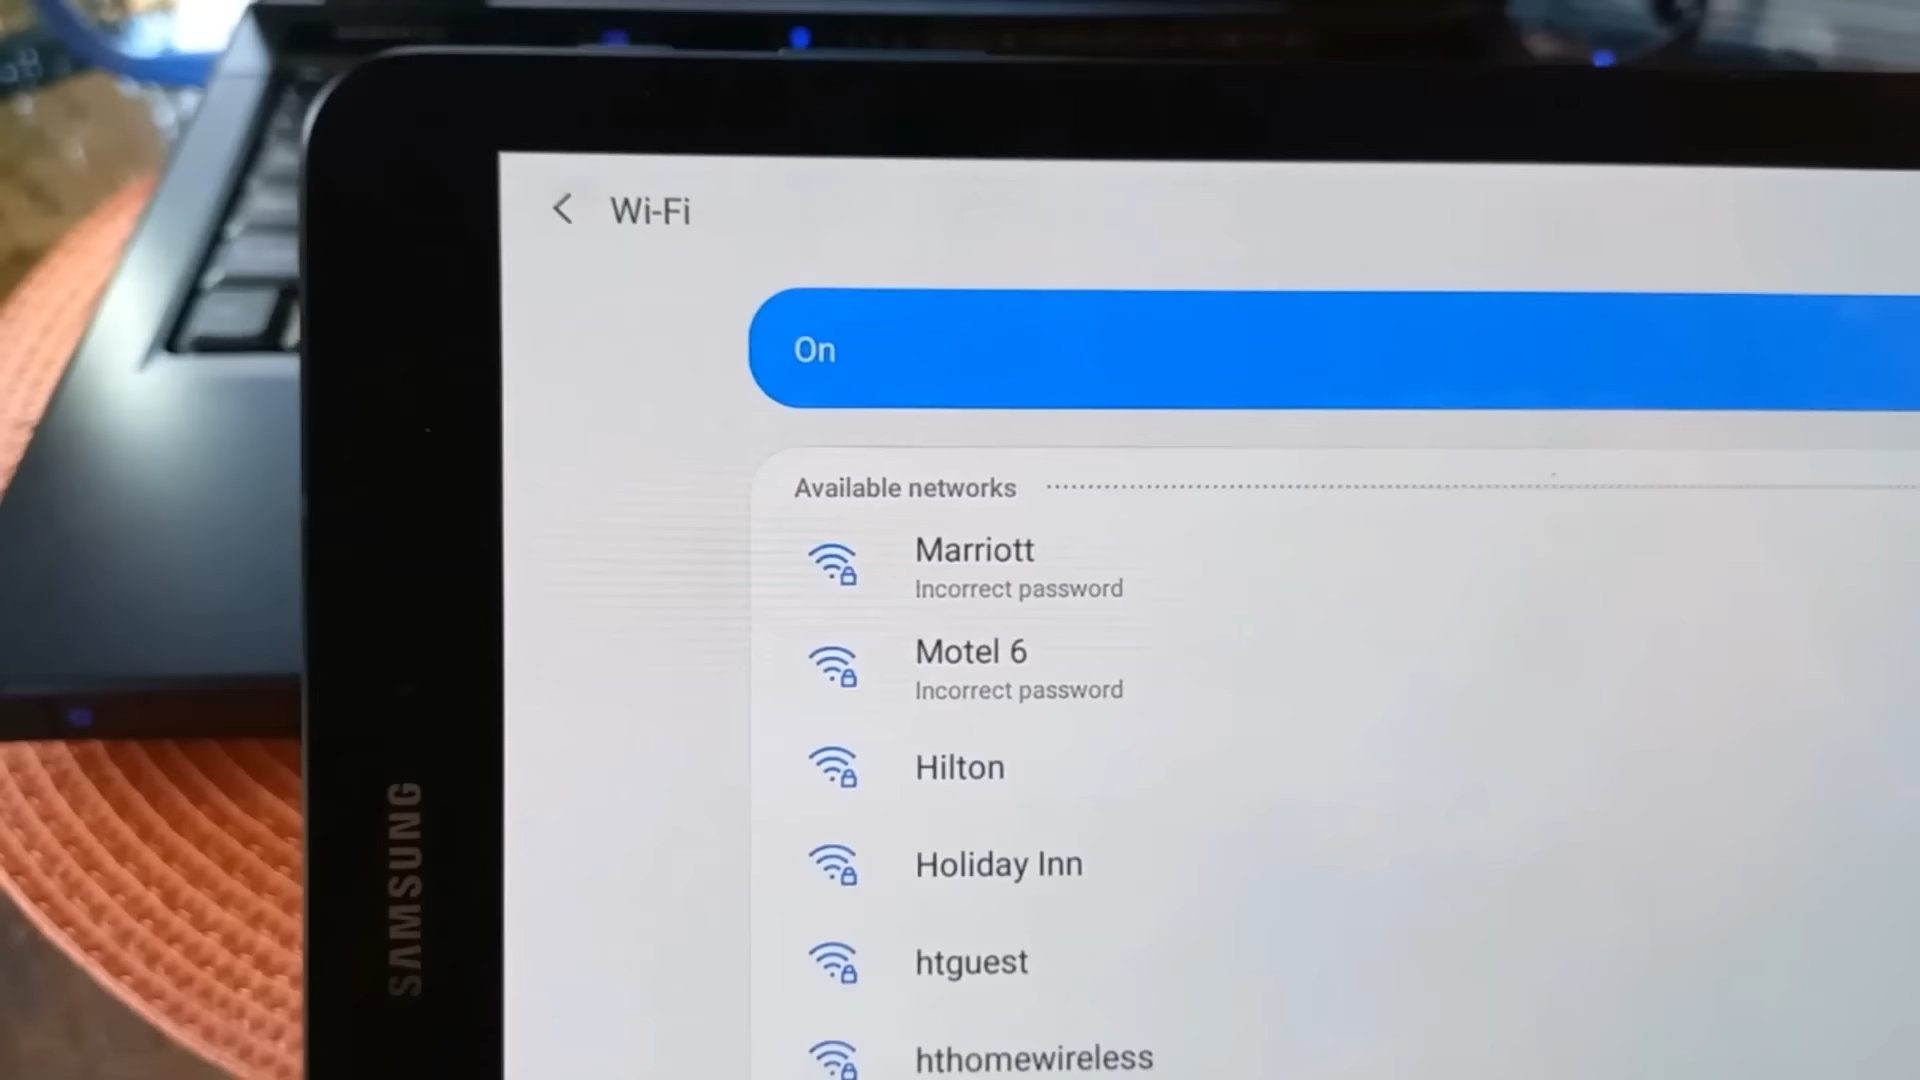 Wi-Fi
On
Available networks
Marriott
Incorrect password
Motel 6
Incorrect password
Hilton
Holiday Inn
htguest
hthomewireless
SAMSUNG